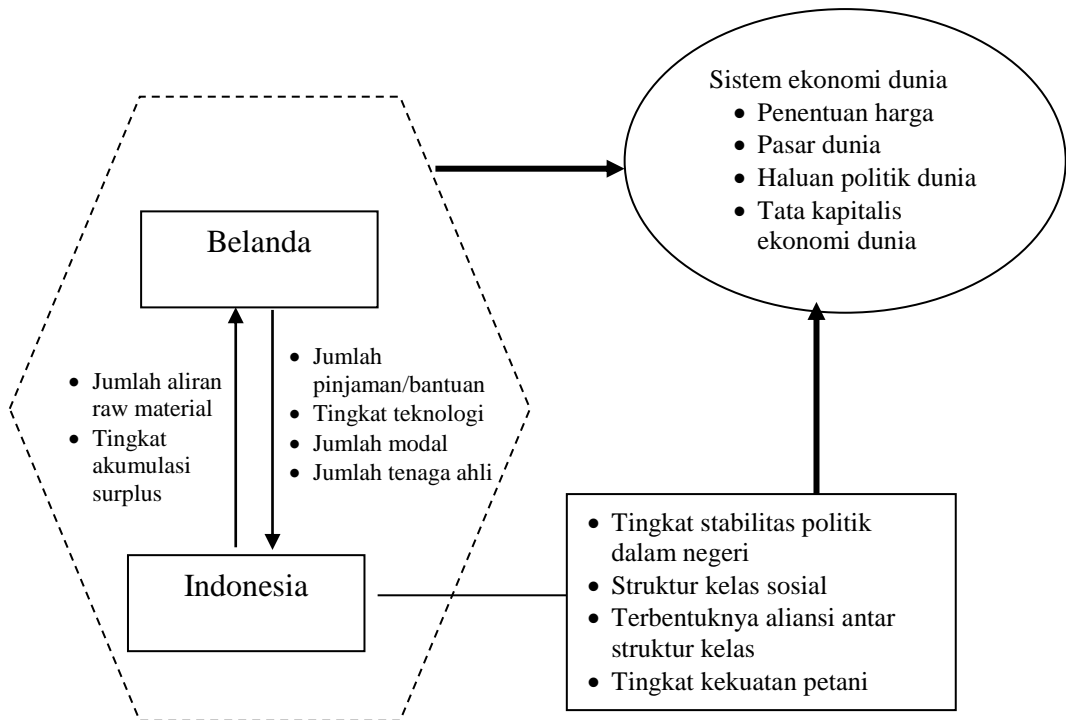 Sistem ekonomi dunia
• Penentuan harga
• Pasar dunia
• Haluan politik dunia
• Tata kapitalis
ekonomi dunia
Belanda
• Jumlah aliran
raw material
• Tingkat
akumulasi
surplus
• Jumlah
pinjaman/bantuan
• Tingkat teknologi
• Jumlah modal
• Jumlah tenaga ahli
Indonesia
• Tingkat stabilitas politik
dalam negeri
• Struktur kelas sosial
• Terbentuknya aliansi antar
struktur kelas
• Tingkat kekuatan petani